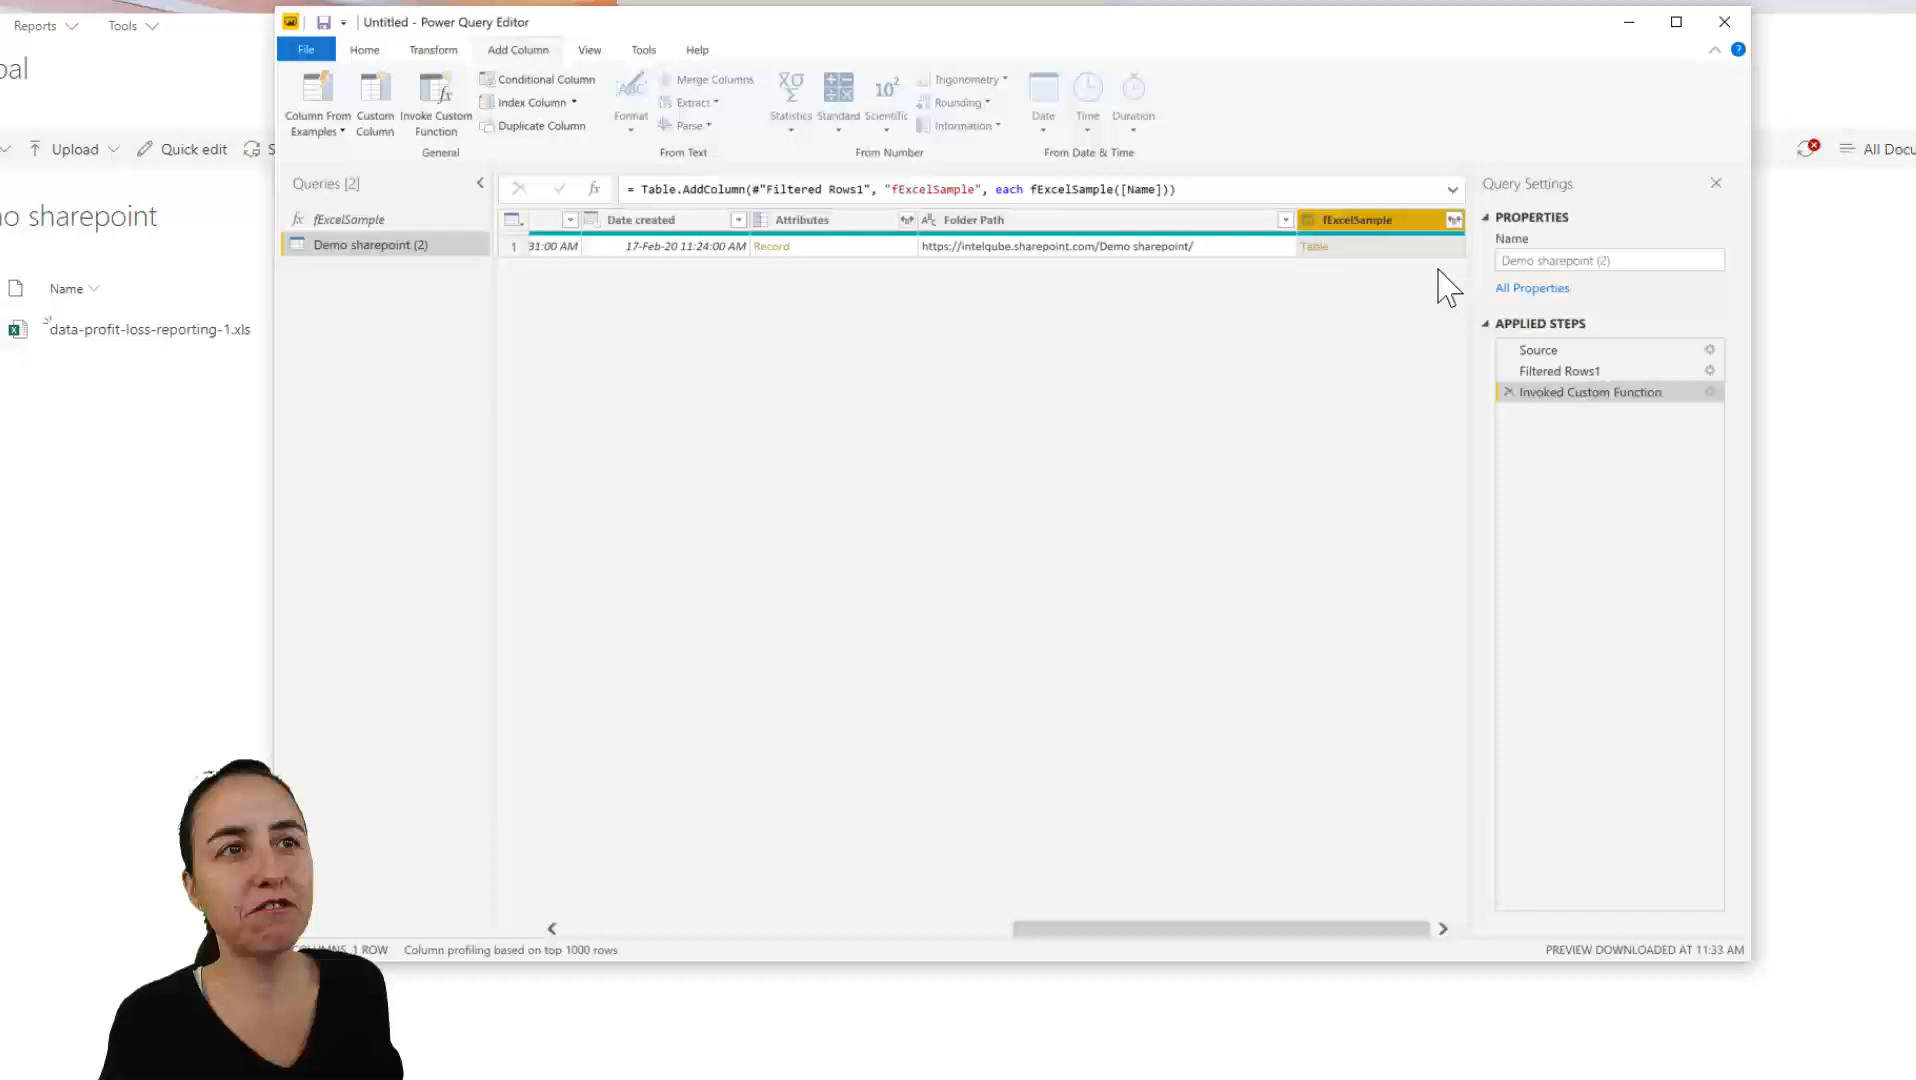 Reports
Tools
Untitled - Power Query Editor
File
Home
Transform
Add Column
View
Tools
Help
Column From
Examples
Custom
Column
Invoke Custom
Function
Conditional Column
Index Column
Duplicate Column
General
ABC
Format
Merge Columns
Extract
Parse
From Text
Statistics
Standard
10²
Scientific
Trigonometry
Rounding
Information
From Number
Date
Time
Duration
From Date & Time
Upload
Quick edit
S
All Docu
o sharepoint
Name
data-profit-loss-reporting-1.xls
Queries [2]
fx fExcelSample
Demo sharepoint (2)
fx
= Table.AddColumn(#"Filtered Rows1", "fExcelSample", each fExcelSample([Name]))
Date created
Attributes
Folder Path
fExcelSample
1
31:00 AM
17-Feb-20 11:24:00 AM
Record
https://intelqube.sharepoint.com/Demo sharepoint/
Table
Query Settings
PROPERTIES
Name
Demo sharepoint (2)
All Properties
APPLIED STEPS
Source
Filtered Rows1
Invoked Custom Function
1 ROW
Column profiling based on top 1000 rows
PREVIEW DOWNLOADED AT 11:33 AM